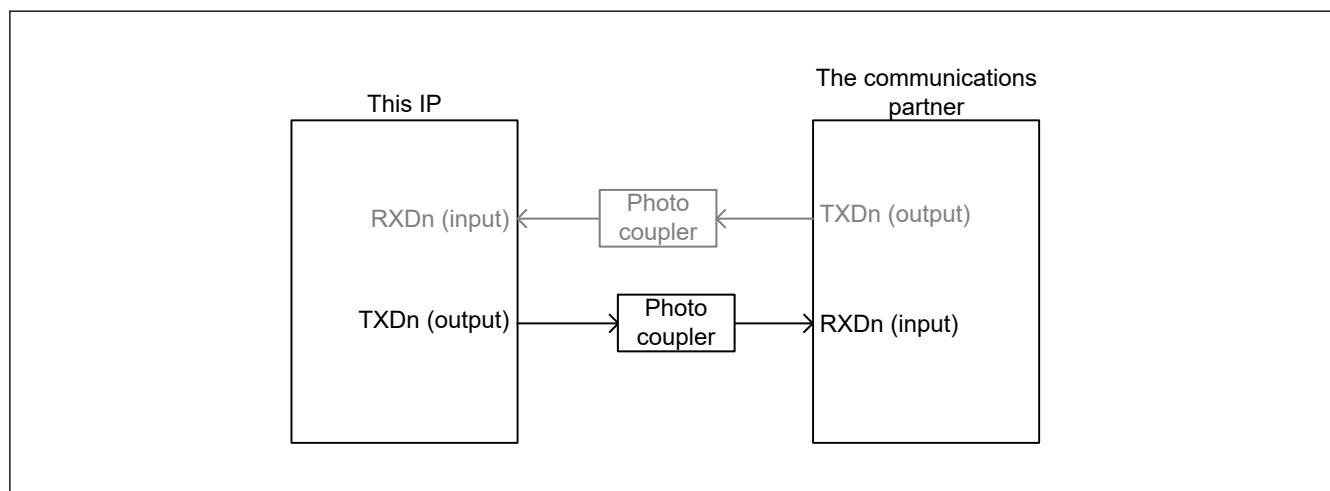 This IP
The communications
partner
RXDn (input)
Photo
coupler
TXDn (output)
TXDn (output)
Photo
coupler
RXDn (input)